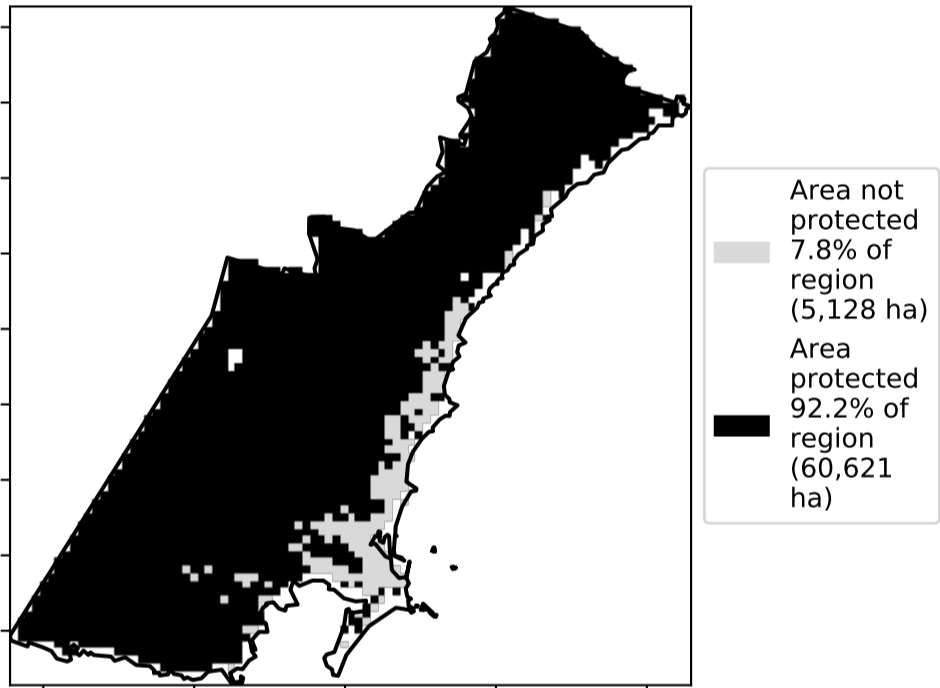 Area not
protected
7.8% of
region
(5,128 ha)
Area
protected
92.2% of
region
(60,621
ha)